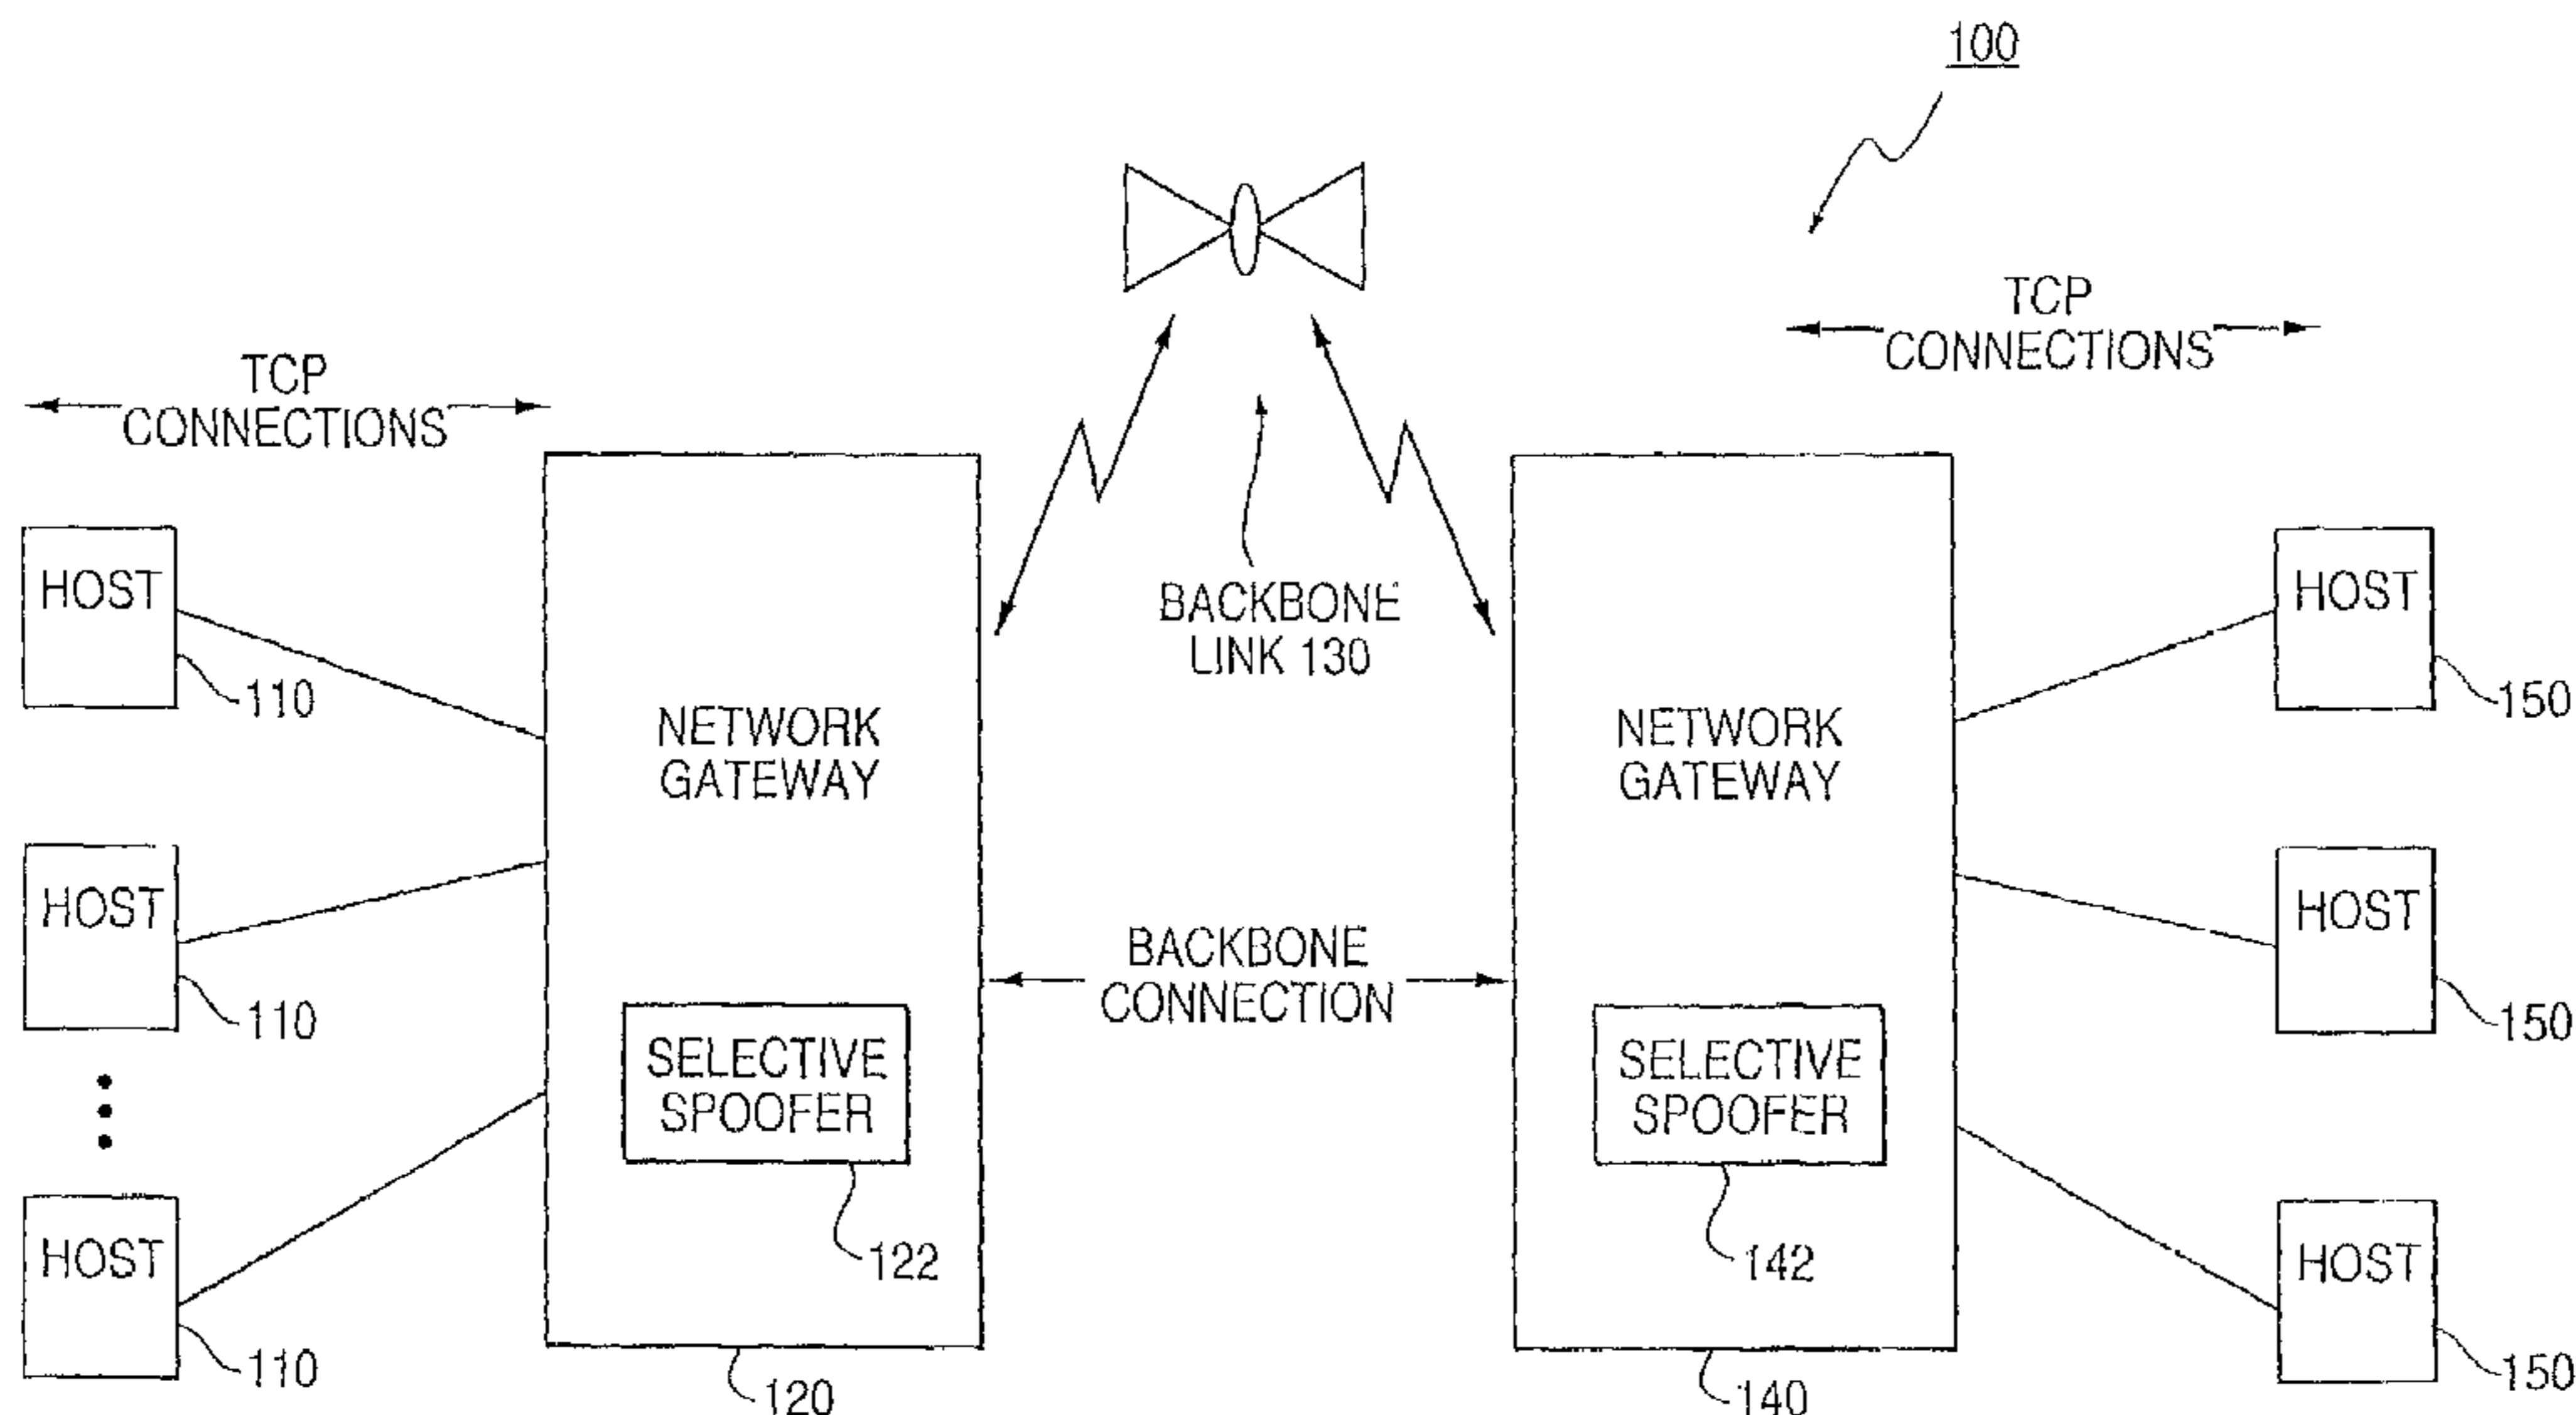 100
TCP
CONNECTIONS
TCP
CONNECTIONS
HOST
110
HOST
110
HOST
110
NETWORK
GATEWAY
SELECTIVE
SPOOFER
122
120
BACKBONE
LINK 130
BACKBONE
CONNECTION
NETWORK
GATEWAY
SELECTIVE
SPOOFER
142
140
HOST
150
HOST
150
HOST
150